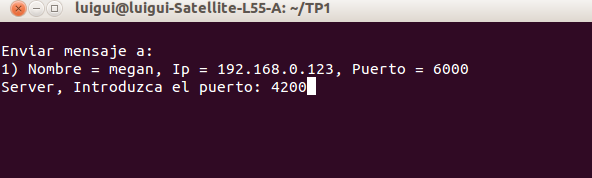 luigui@luigui-Satellite-L55-A: ~/TP1
Enviar mensaje a:
1) Nombre = megan, Ip = 192.168.0.123, Puerto = 6000
Server, Introduzca el puerto: 4200